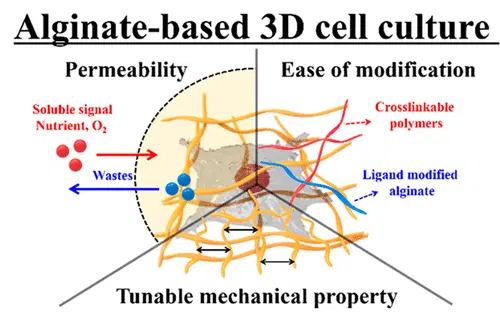 Alginate-based 3D cell culture
Permeability
Ease of modification
Soluble signal
Nutrient, O₂
Wastes
Crosslinkable
polymers
Ligand modified
alginate
Tunable mechanical property